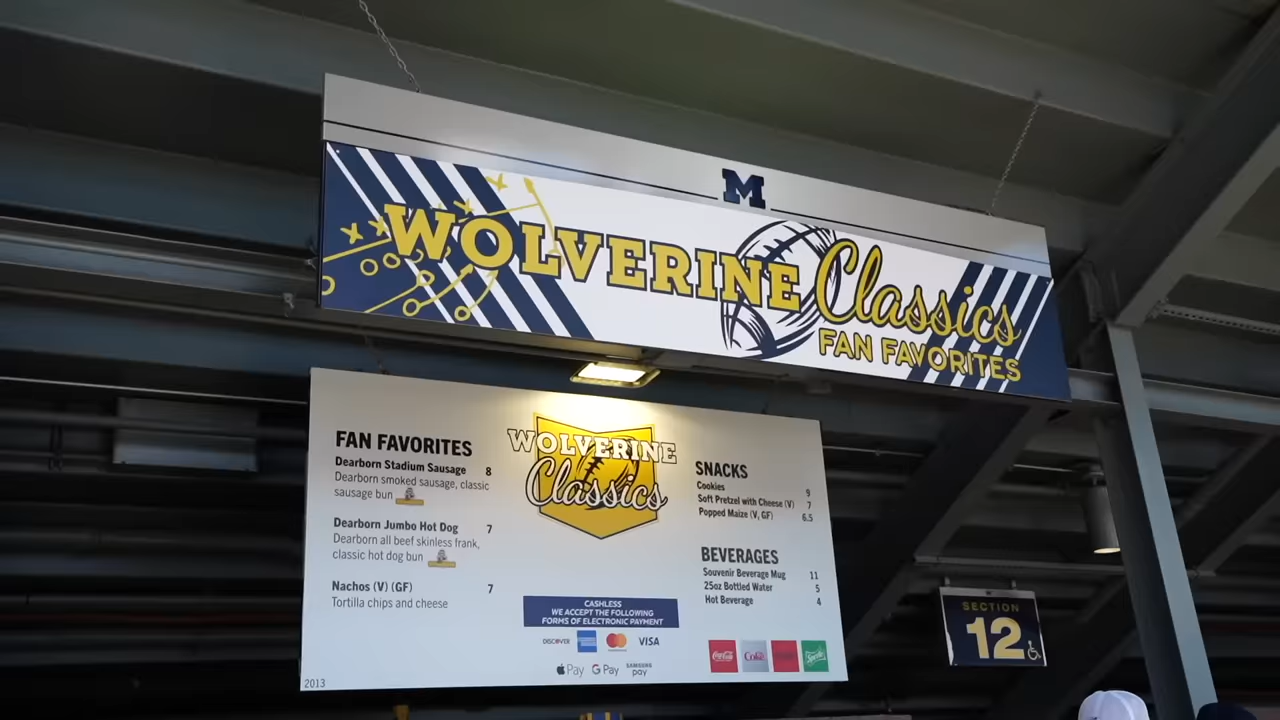 M
WOLVERINE Classics
FAN FAVORITES
FAN FAVORITES
Dearborn Stadium Sausage 8
Dearborn smoked sausage, classic
sausage bun
Dearborn Jumbo Hot Dog 7
Dearborn all beef skinless frank,
classic hot dog bun
Nachos (V) (GF) 7
Tortilla chips and cheese
2013
WOLVERINE
Classics
CASHLESS
WE ACCEPT THE FOLLOWING
FORMS OF ELECTRONIC PAYMENT
DISCOVER VISA
Pay G Pay SAMSUNG pay
SNACKS
Cookies 9
Soft Pretzel with Cheese (V) 7
Popped Maize (V, GF) 6.5
BEVERAGES
Souvenir Beverage Mug 11
25oz Bottled Water 5
Hot Beverage 4
Coca-Cola Coke Sprite
SECTION
12